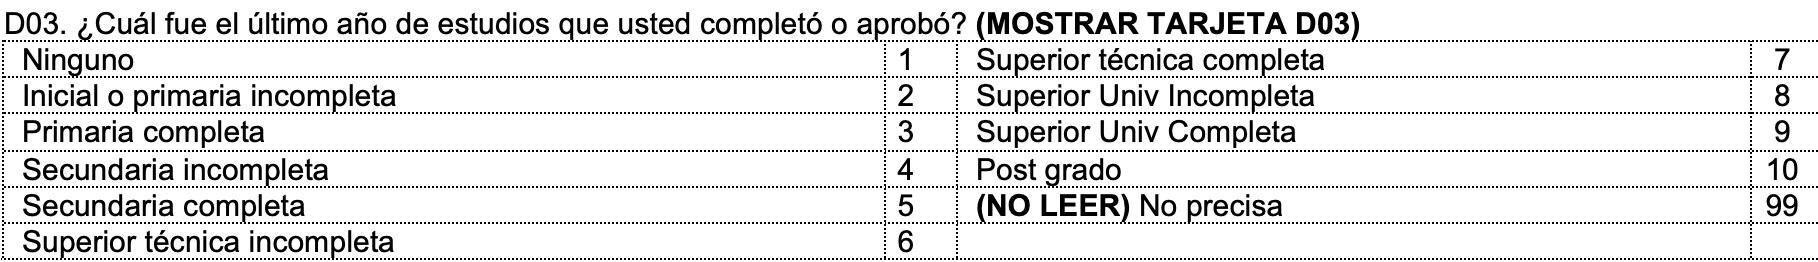 D03. ¿Cuál fue el último año de estudios que usted completó o aprobó? (MOSTRAR TARJETA D03)
Ninguno 1 Superior técnica completa 7
Inicial o primaria incompleta 2 Superior Univ Incompleta 8
Primaria completa 3 Superior Univ Completa 9
Secundaria incompleta 4 Post grado 10
Secundaria completa 5 (NO LEER) No precisa 99
Superior técnica incompleta 6